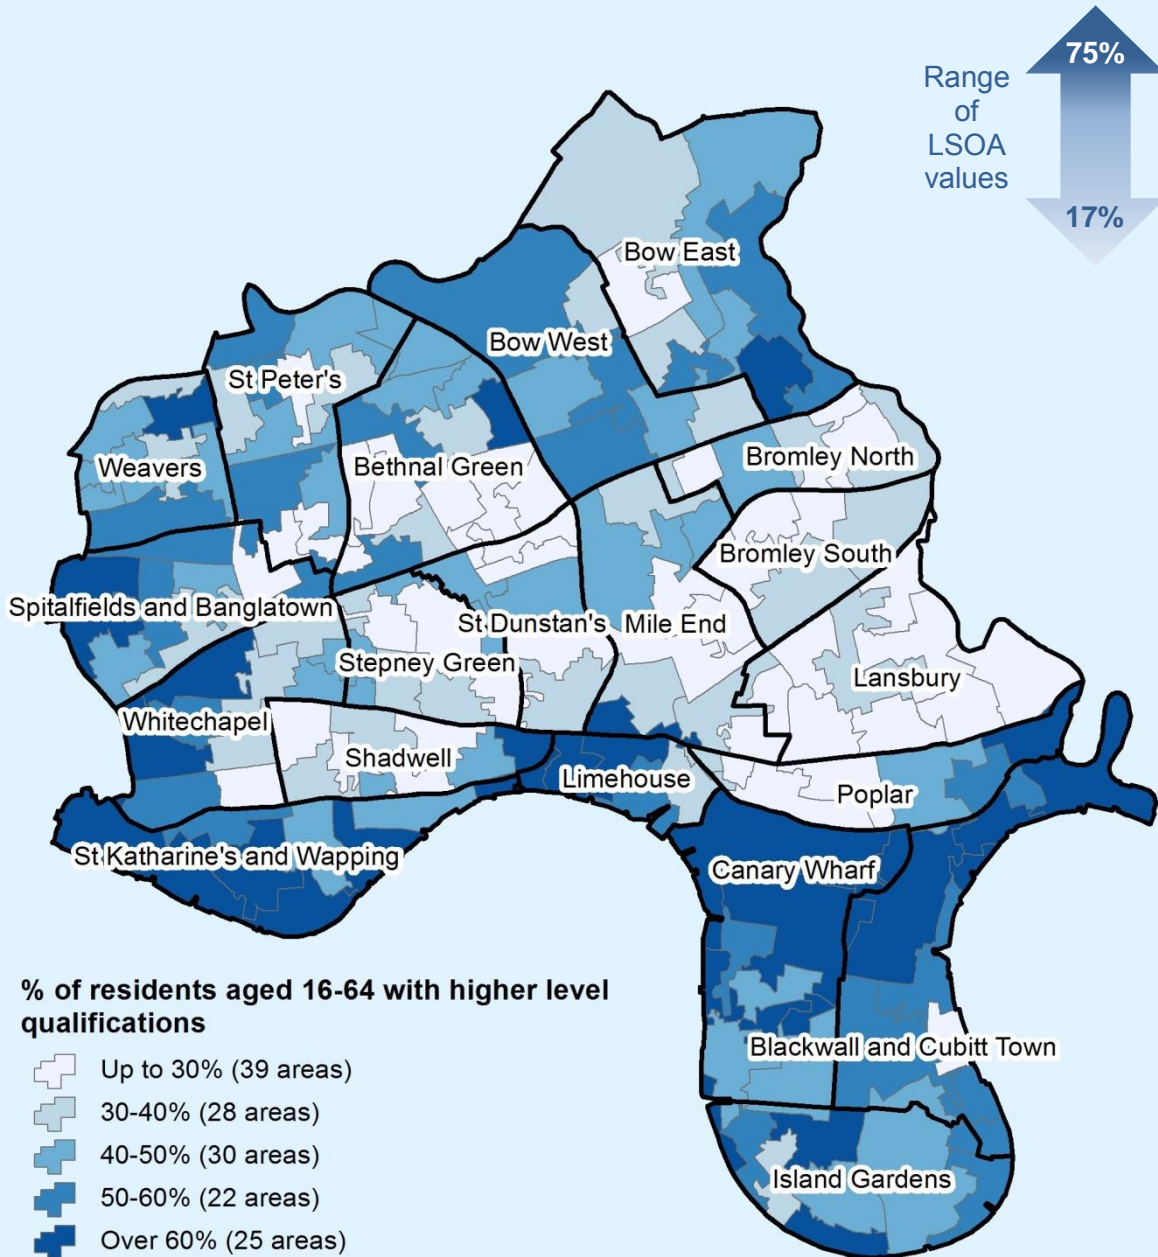 75%
Range
of
LSOA
values
17%
Bow East
Bow West
St Peter's
Weavers
Bethnal Green
Bromley North
Bromley South
Spitalfields and Banglatown
St Dunstan's
Mile End
Stepney Green
Lansbury
Whitechapel
Shadwell
Limehouse
Poplar
St Katharine's and Wapping
Canary Wharf
Blackwall and Cubitt Town
Island Gardens
% of residents aged 16-64 with higher level
qualifications
Up to 30% (39 areas)
30-40% (28 areas)
40-50% (30 areas)
50-60% (22 areas)
Over 60% (25 areas)